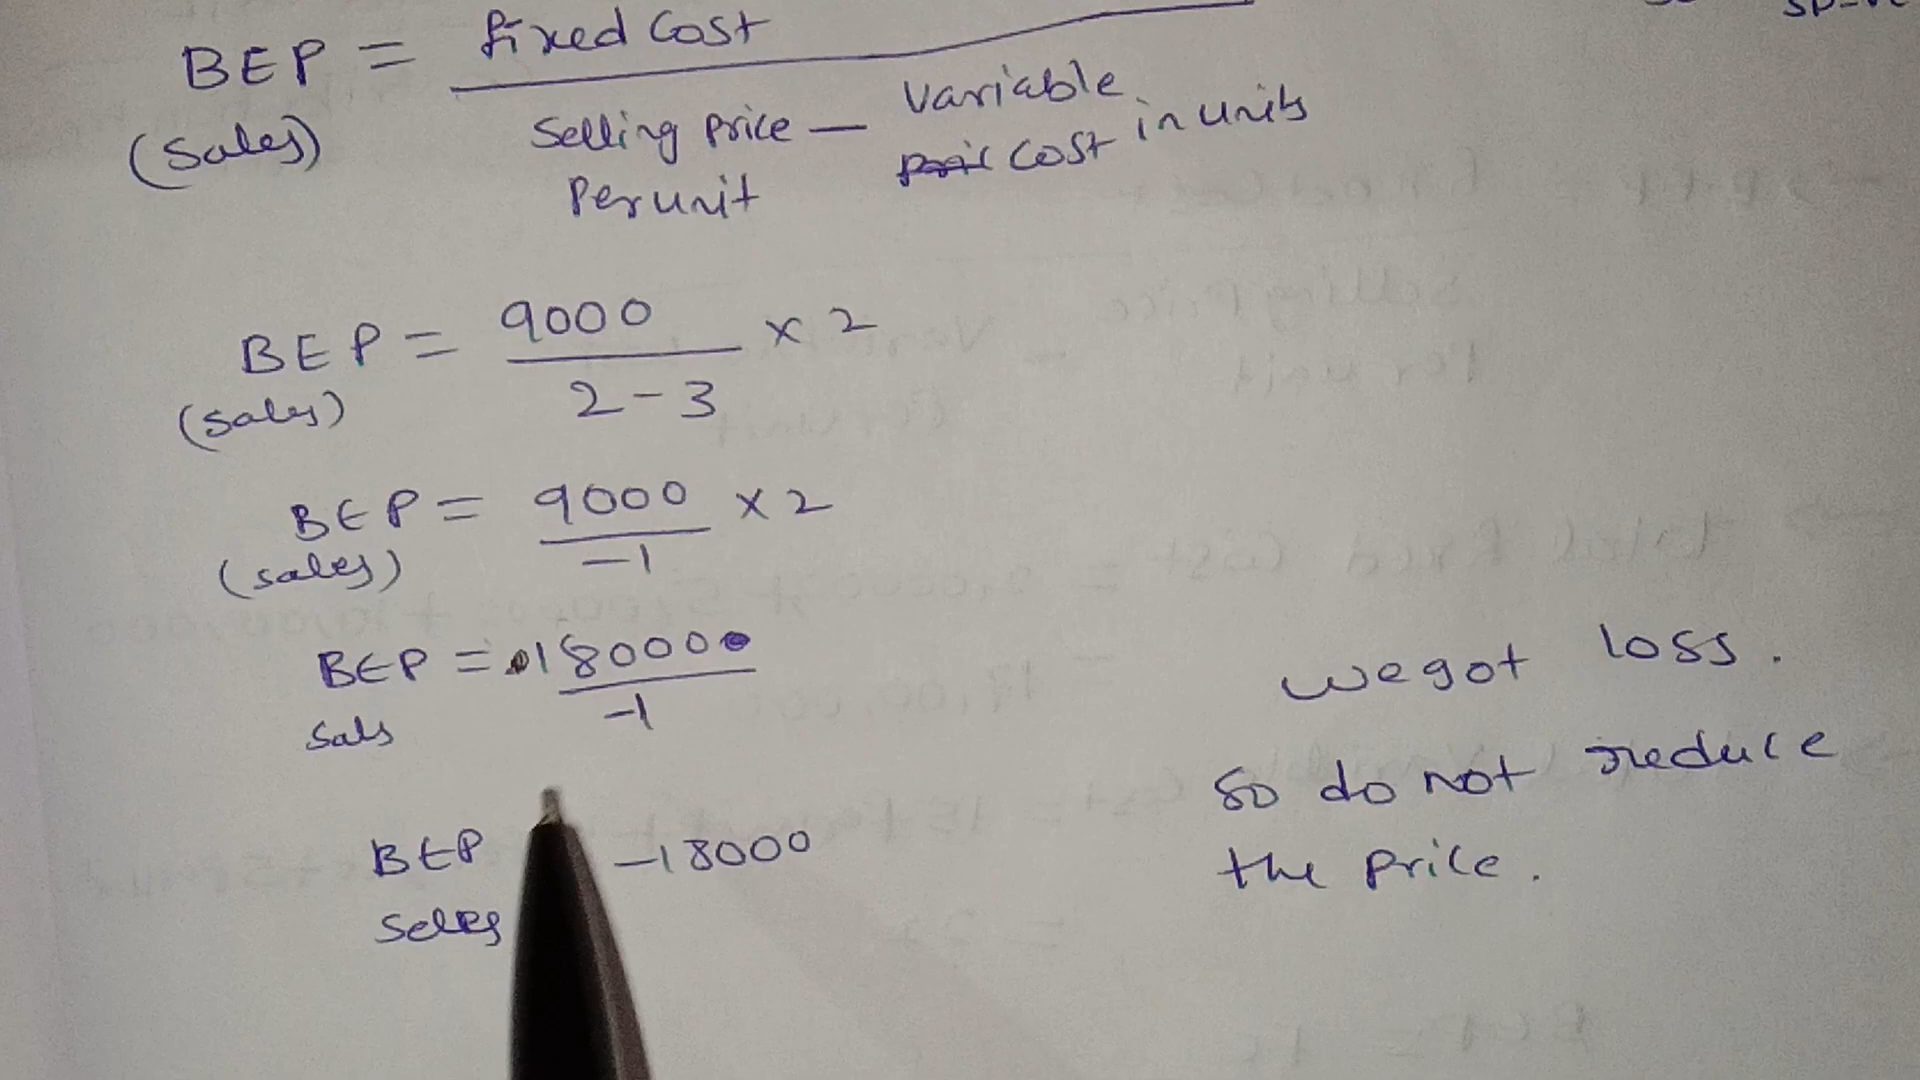 BEP = fixed Cost
(Sales)
Selling price — Variable
Per unit
cost in units
BEP = 9000 × 2
(sales)
2 - 3
BEP = 9000 × 2
(sales)
-1
BEP = 18000
Sals
-1
BEP -18000
Seles
we got loss.
So do not reduce
the price.